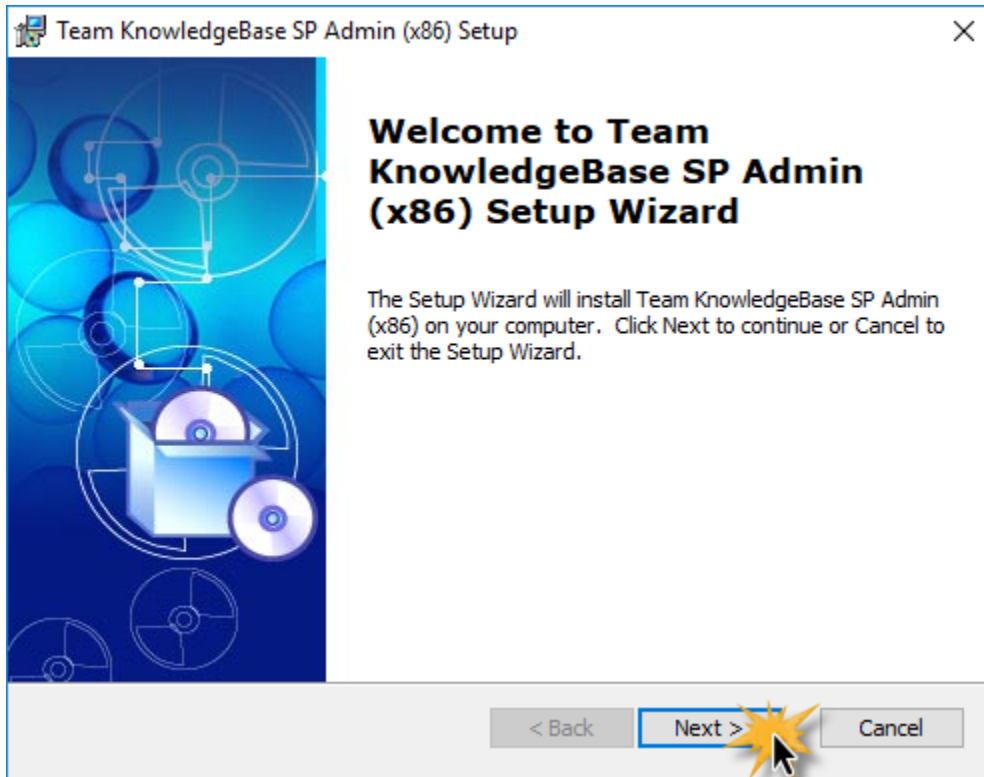 Team KnowledgeBase SP Admin (x86) Setup
Welcome to Team
KnowledgeBase SP Admin
(x86) Setup Wizard
The Setup Wizard will install Team KnowledgeBase SP Admin
(x86) on your computer. Click Next to continue or Cancel to
exit the Setup Wizard.
< Back
Next >
Cancel